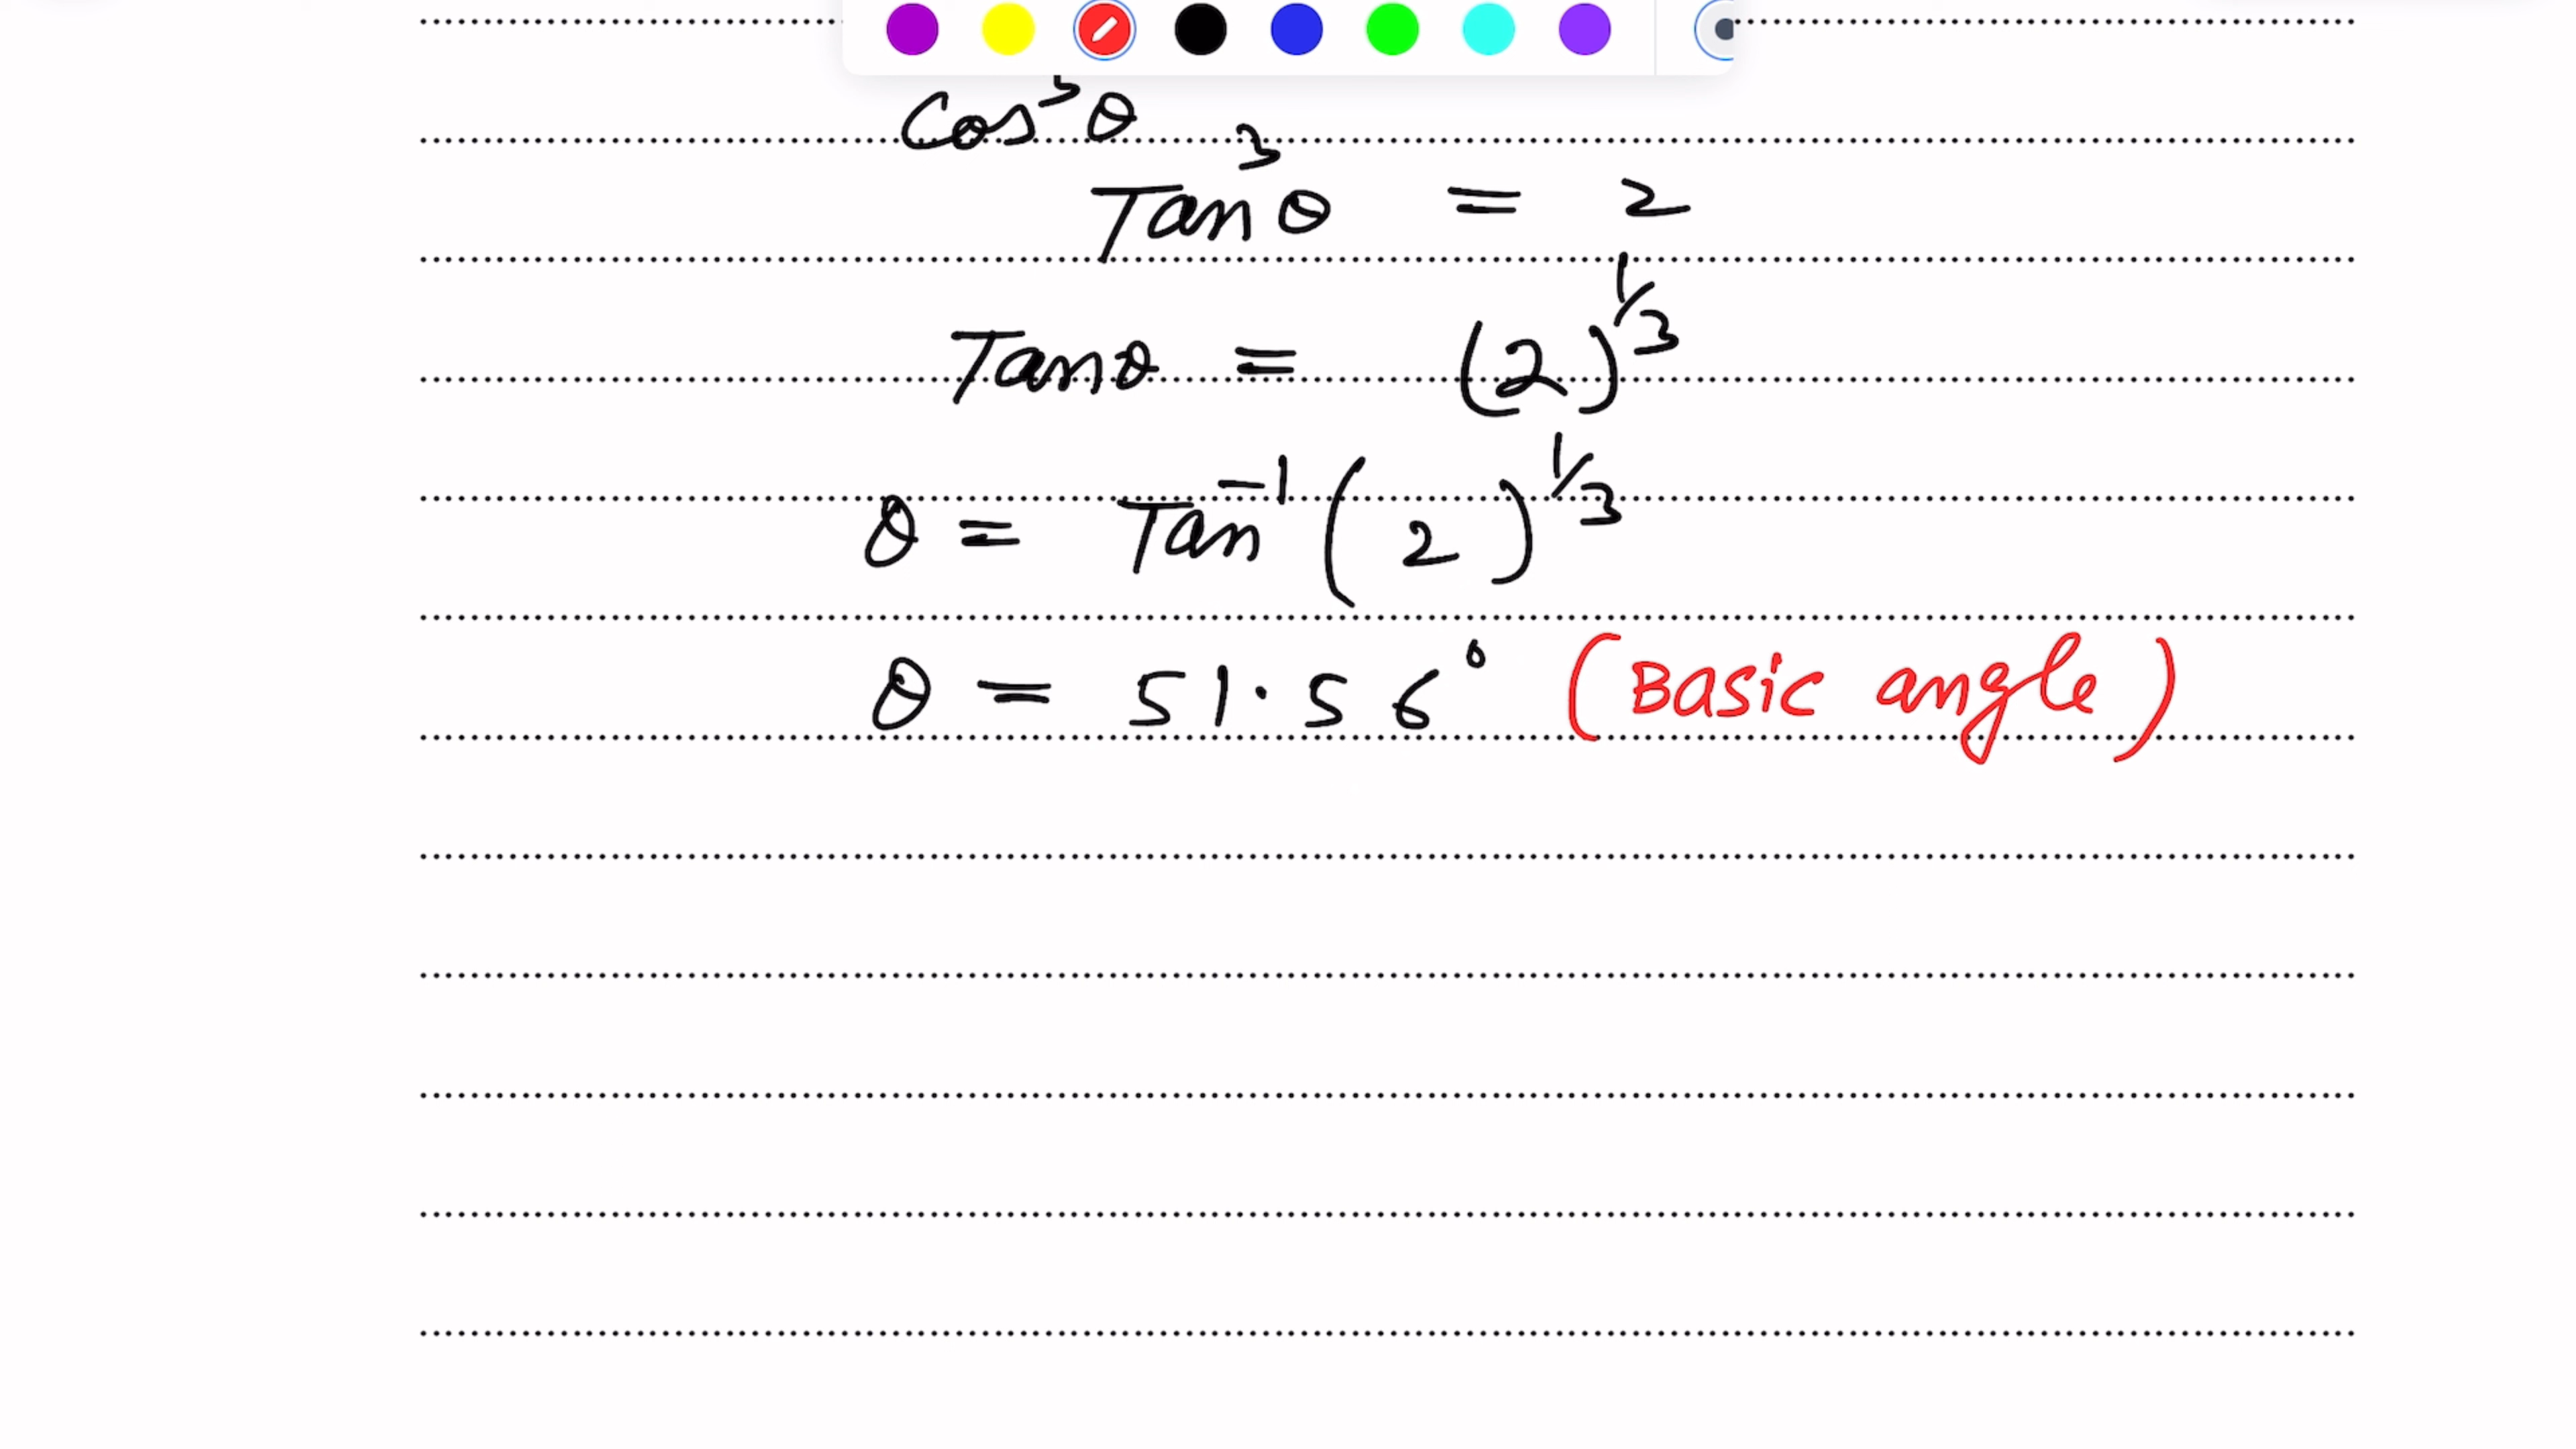 Cos³θ
Tan³θ = 2
Tanθ = (2)^1/3
θ = Tan⁻¹(2)^1/3
θ = 51.56° (Basic angle)